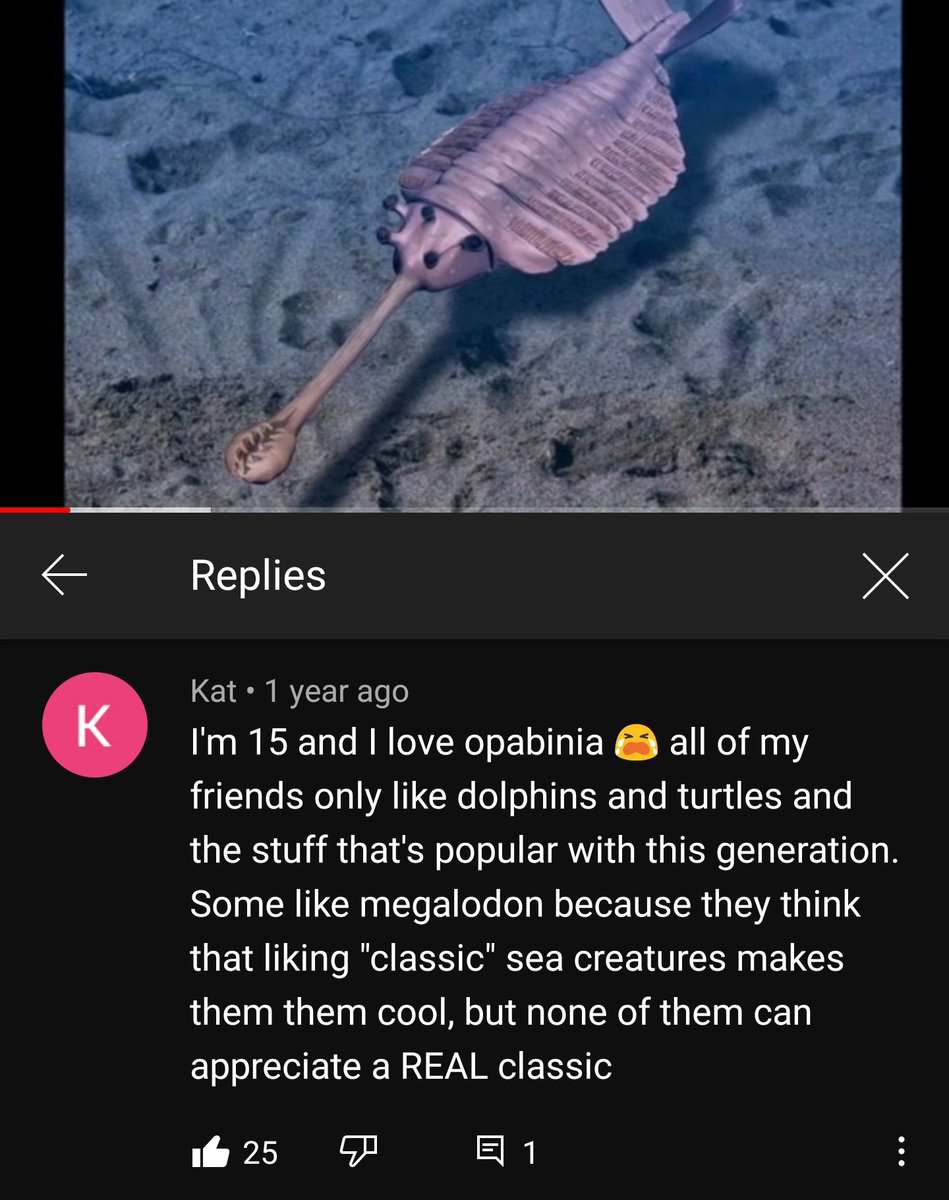 Replies
K
Kat • 1 year ago
I'm 15 and I love opabinia 😭 all of my
friends only like dolphins and turtles and
the stuff that's popular with this generation.
Some like megalodon because they think
that liking "classic" sea creatures makes
them them cool, but none of them can
appreciate a REAL classic
25
1